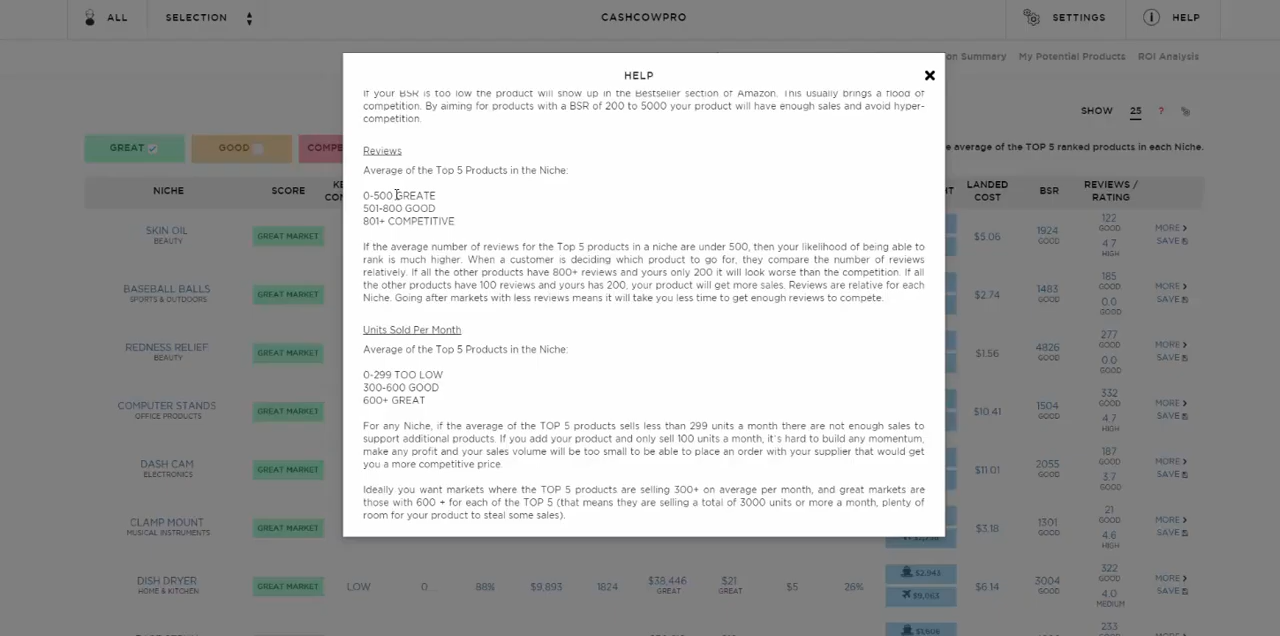 ALL
SELECTION
CASHCOWPRO
SETTINGS
HELP
on Summary
My Potential Products
ROI Analysis
SHOW 25 ?
GREAT
GOOD
COMPE
e average of the TOP 5 ranked products in each Niche.
HELP
If your BSR is too low the product will show up in the Bestseller section of Amazon. This usually brings a flood of
competition. By aiming for products with a BSR of 200 to 5000 your product will have enough sales and avoid hyper-
competition.
Reviews
Average of the Top 5 Products in the Niche:
0-500 GREATE
501-800 GOOD
801+ COMPETITIVE
If the average number of reviews for the Top 5 products in a niche are under 500, then your likelihood of being able to
rank is much higher. When a customer is deciding which product to go for, they compare the number of reviews
relatively. If all the other products have 800+ reviews and yours only 200 it will look worse than the competition. If all
the other products have 100 reviews and yours has 200, your product will get more sales. Reviews are relative for each
Niche. Going after markets with less reviews means it will take you less time to get enough reviews to compete.
Units Sold Per Month
Average of the Top 5 Products in the Niche:
0-299 TOO LOW
300-600 GOOD
600+ GREAT
For any Niche, if the average of the TOP 5 products sells less than 299 units a month there are not enough sales to
support additional products. If you add your product and only sell 100 units a month, it's hard to build any momentum,
make any profit and your sales volume will be too small to be able to place an order with your supplier that would get
you a more competitive price.
Ideally you want markets where the TOP 5 products are selling 300+ on average per month, and great markets are
those with 600 + for each of the TOP 5 (that means they are selling a total of 3000 units or more a month, plenty of
room for your product to steal some sales).
NICHE
SCORE
KE
CON
HT
LANDED
COST
BSR
REVIEWS /
RATING
SKIN OIL
BEAUTY
GREAT MARKET
$5.06
1924
GOOD
122
GOOD
4.7
HIGH
MORE
SAVE
BASEBALL BALLS
SPORTS & OUTDOORS
GREAT MARKET
$2.74
1483
GOOD
185
GOOD
0.0
GOOD
MORE
SAVE
REDNESS RELIEF
BEAUTY
GREAT MARKET
$1.56
4826
GOOD
277
GOOD
0.0
GOOD
MORE
SAVE
COMPUTER STANDS
OFFICE PRODUCTS
GREAT MARKET
$10.41
1504
GOOD
332
GOOD
4.7
HIGH
MORE
SAVE
DASH CAM
ELECTRONICS
GREAT MARKET
$11.01
2055
GOOD
187
GOOD
3.7
GOOD
MORE
SAVE
CLAMP MOUNT
MUSICAL INSTRUMENTS
GREAT MARKET
$3.18
1301
GOOD
21
GOOD
4.6
HIGH
MORE
SAVE
DISH DRYER
HOME & KITCHEN
GREAT MARKET
LOW
0...
88%
$9,893
1824
$38,446
GREAT
$21
GREAT
$5
26%
$2,943
$9,063
$6.14
3004
GOOD
322
GOOD
4.0
MEDIUM
MORE
SAVE
$1,508
233